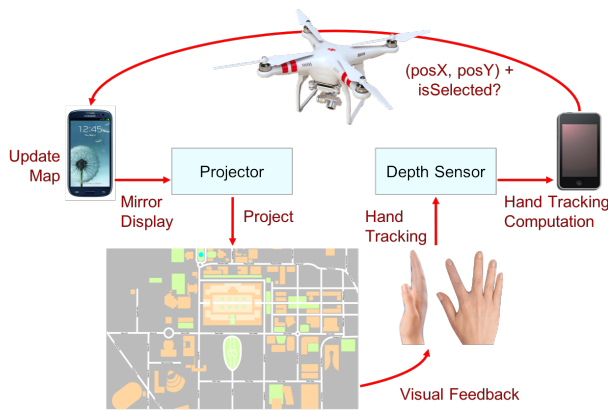 (posX, posY) +
isSelected?
12:45
Update
Map
Projector
Depth Sensor
Mirror
Display
Project
Hand
Tracking
Hand Tracking
Computation
Visual Feedback